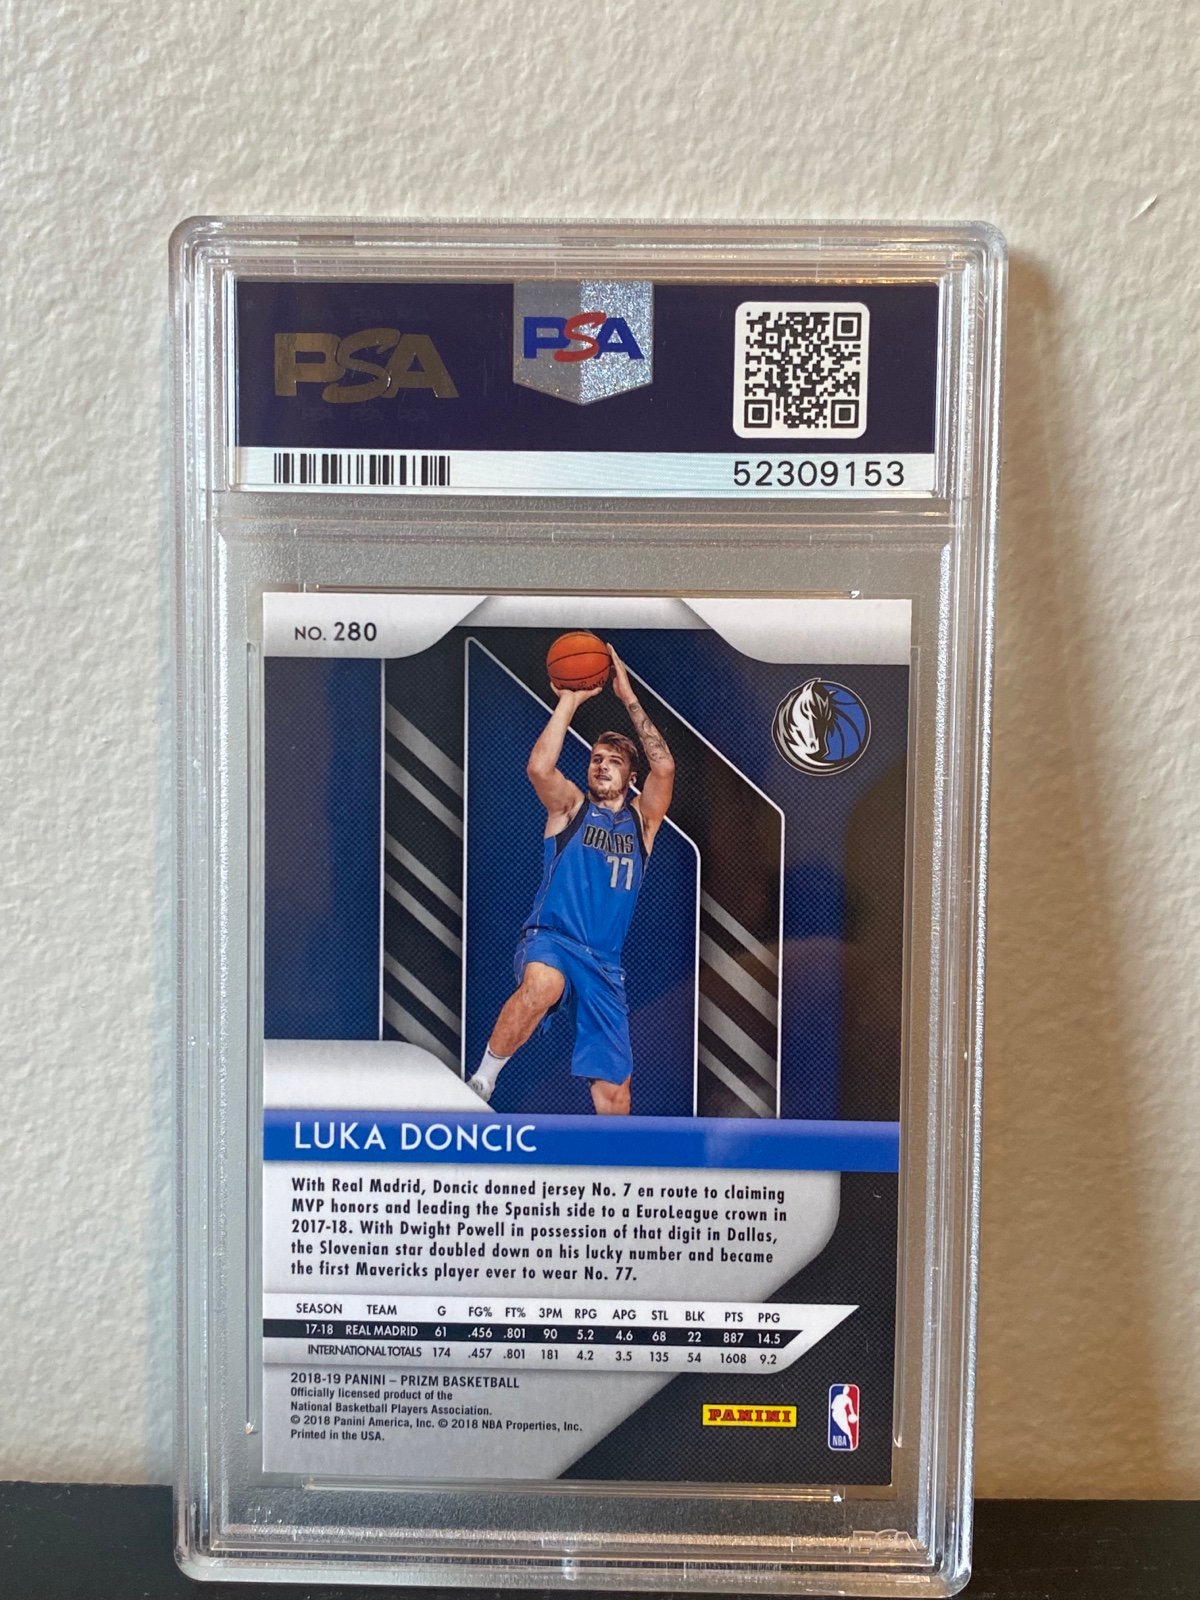 PSA
PSA
52309153
NO. 280
DALLAS
77
LUKA DONCIC
With Real Madrid, Doncic donned jersey No. 7 en route to claiming
MVP honors and leading the Spanish side to a EuroLeague crown in
2017-18. With Dwight Powell in possession of that digit in Dallas,
the Slovenian star doubled down on his lucky number and became
the first Mavericks player ever to wear No. 77.
SEASON TEAM G FG% FT% 3PM RPG APG STL BLK PTS PPG
17-18 REAL MADRID 61 .456 .801 90 5.2 4.6 68 22 887 14.5
INTERNATIONAL TOTALS 174 .457 .801 181 4.2 3.5 135 54 1608 9.2
2018-19 PANINI – PRIZM BASKETBALL
Officially licensed product of the
National Basketball Players Association.
© 2018 Panini America, Inc. © 2018 NBA Properties, Inc.
Printed in the USA.
PANINI
NBA
PSA